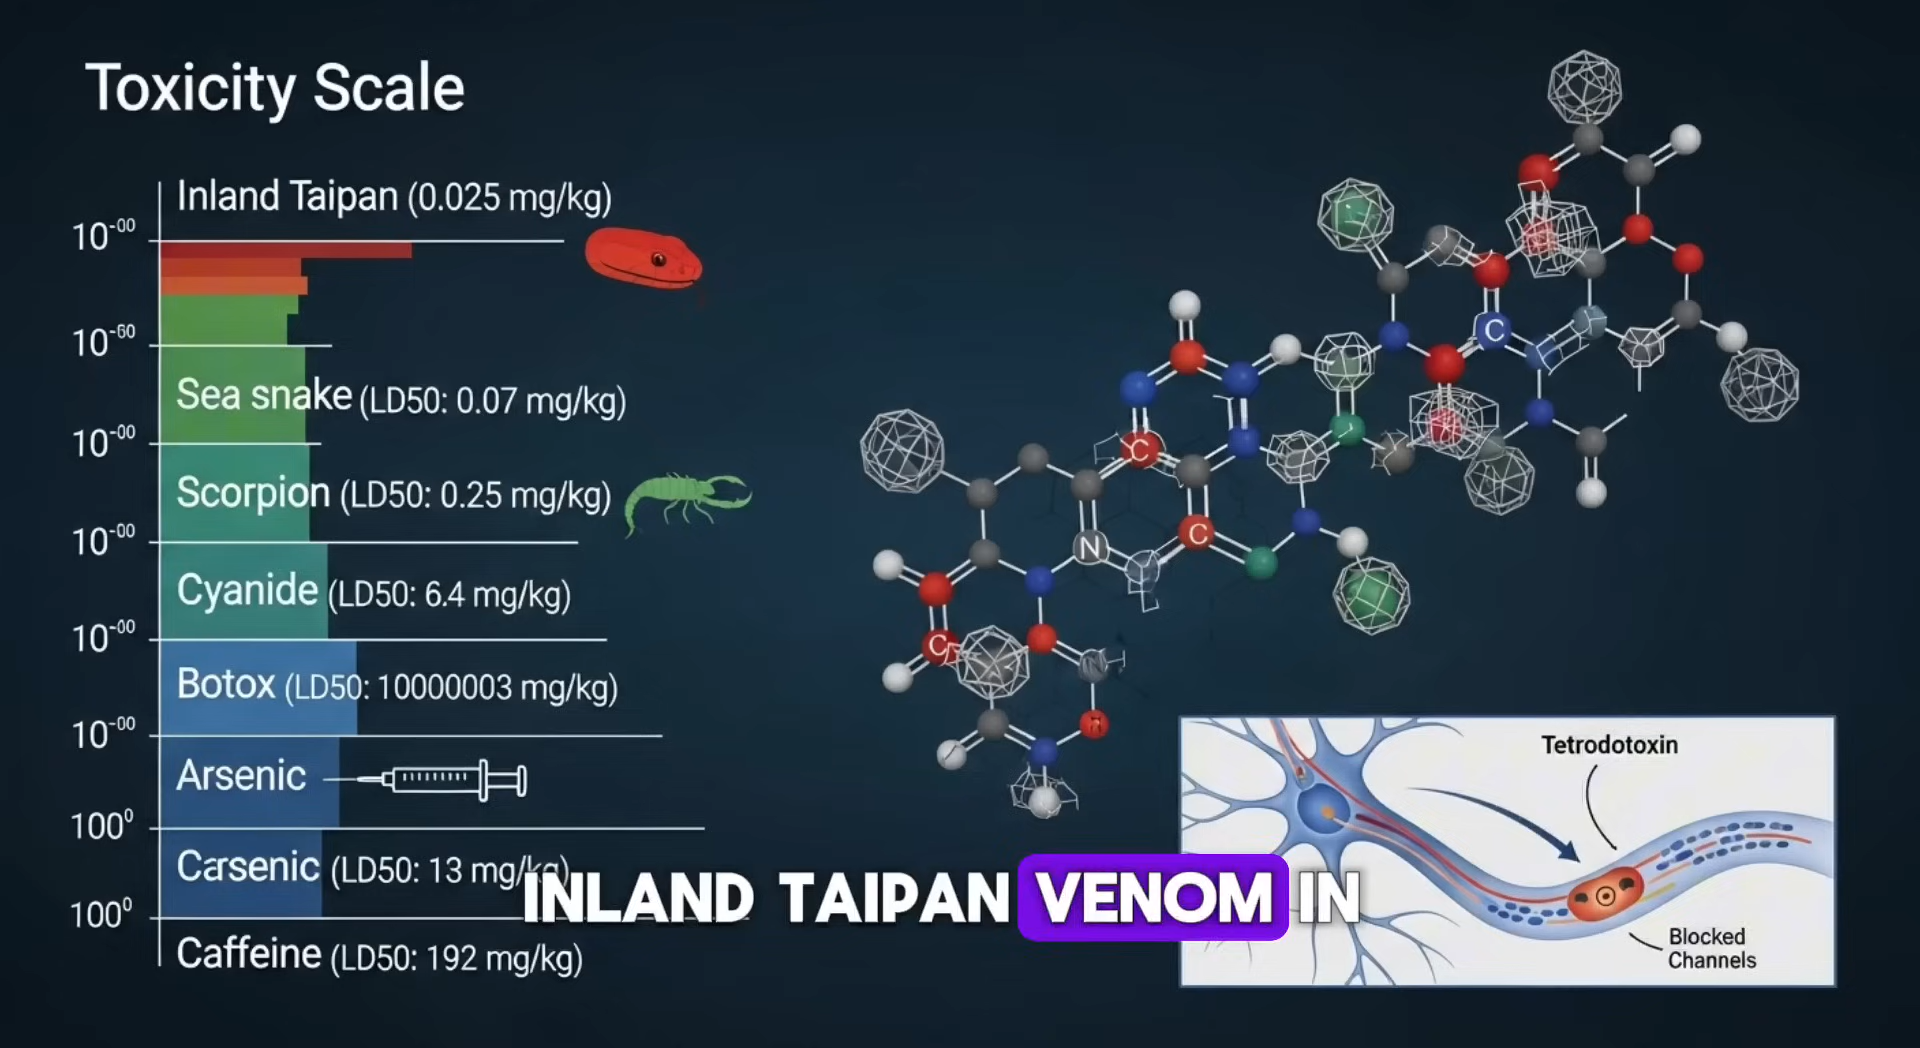 Toxicity Scale
Inland Taipan (0.025 mg/kg)
10⁻⁰⁰
10⁻⁶⁰
Sea snake (LD50: 0.07 mg/kg)
10⁻⁰⁰
Scorpion (LD50: 0.25 mg/kg)
10⁻⁰⁰
Cyanide (LD50: 6.4 mg/kg)
10⁻⁰⁰
Botox (LD50: 10000003 mg/kg)
10⁻⁰⁰
Arsenic
100⁰
Carsenic (LD50: 13 mg/kg)
100⁰
Caffeine (LD50: 192 mg/kg)
C
C
N
C
C
Tetrodotoxin
Blocked
Channels
INLAND TAIPAN VENOM IN